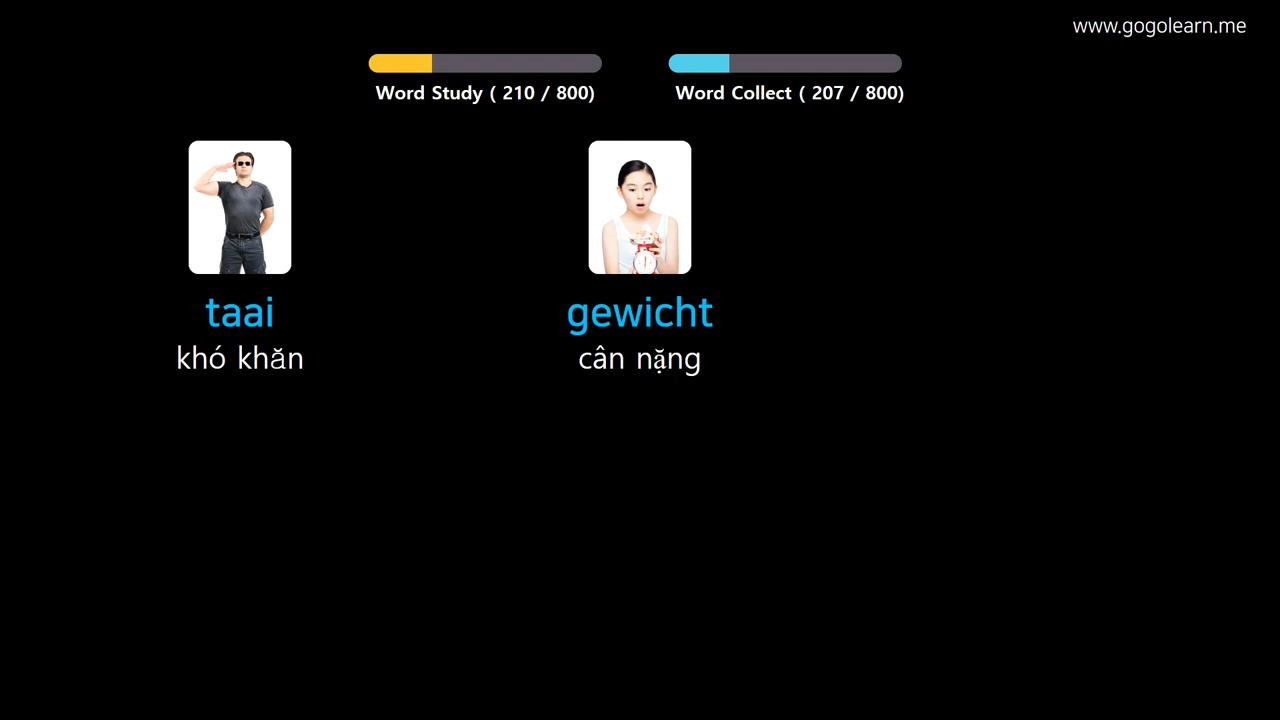 www.gogolearn.me
Word Study ( 210 / 800)
Word Collect ( 207 / 800)
taai
khó khăn
gewicht
cân nặng